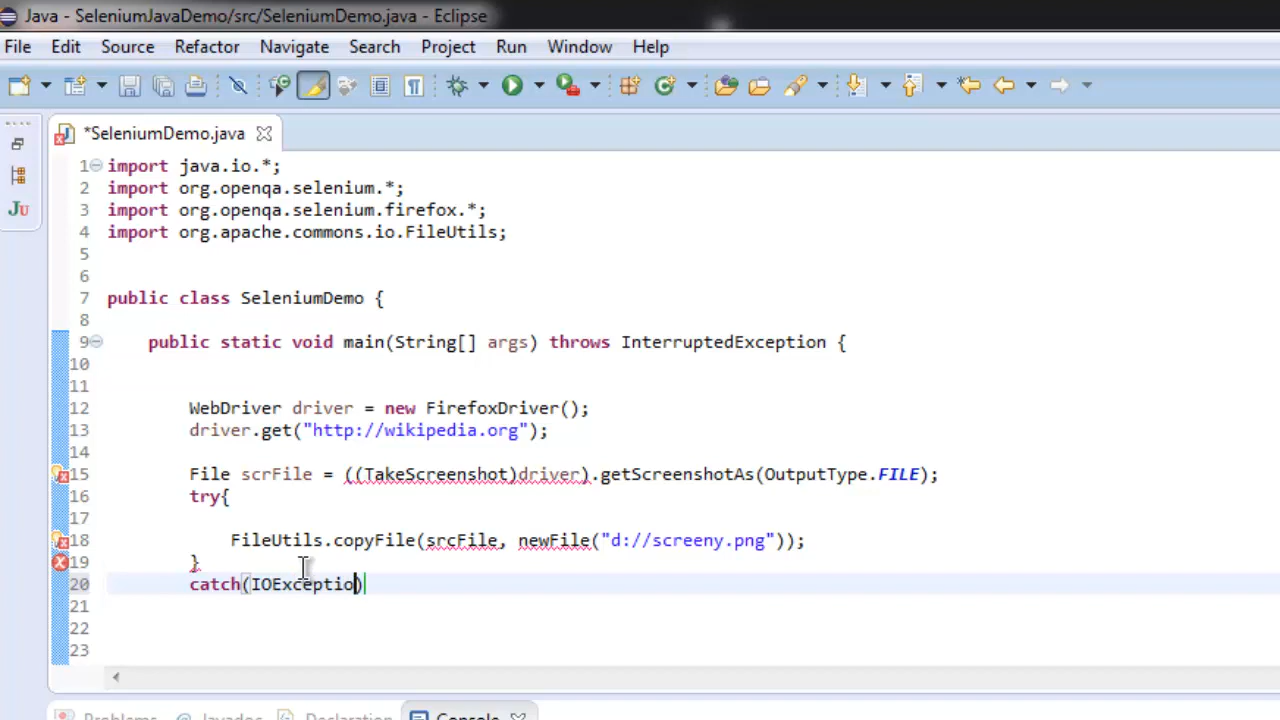 Java - SeleniumJavaDemo/src/SeleniumDemo.java - Eclipse
File Edit Source Refactor Navigate Search Project Run Window Help
*SeleniumDemo.java
Ju
1 import java.io.*;
2 import org.openqa.selenium.*;
3 import org.openqa.selenium.firefox.*;
4 import org.apache.commons.io.FileUtils;
5
6
7 public class SeleniumDemo {
8
9 public static void main(String[] args) throws InterruptedException {
10
11
12 WebDriver driver = new FirefoxDriver();
13 driver.get("http://wikipedia.org");
14
15 File scrFile = ((TakeScreenshot)driver).getScreenshotAs(OutputType.FILE);
16 try{
17
18 FileUtils.copyFile(srcFile, newFile("d://screeny.png"));
19 }
20 catch(IOExceptio)
21
22
23
Problems @ Javadoc Declaration Console